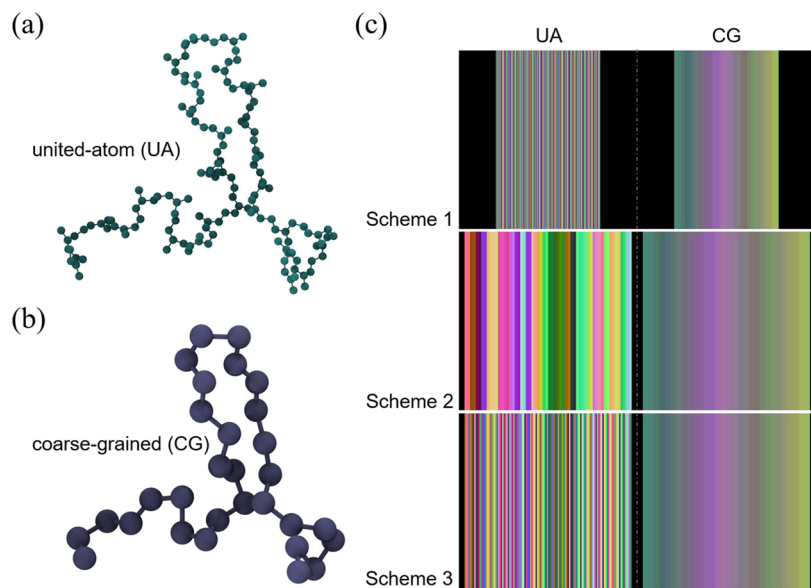 (a)
united-atom (UA)
(b)
coarse-grained (CG)
(c)
UA CG
Scheme 1
Scheme 2
Scheme 3